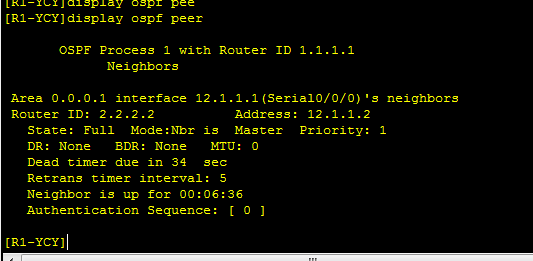 [R1-YCY]display ospf pee
[R1-YCY]display ospf peer
OSPF Process 1 with Router ID 1.1.1.1
Neighbors
Area 0.0.0.1 interface 12.1.1.1(Serial0/0/0)'s neighbors
Router ID: 2.2.2.2 Address: 12.1.1.2
State: Full Mode:Nbr is Master Priority: 1
DR: None BDR: None MTU: 0
Dead timer due in 34 sec
Retrans timer interval: 5
Neighbor is up for 00:06:36
Authentication Sequence: [ 0 ]
[R1-YCY]